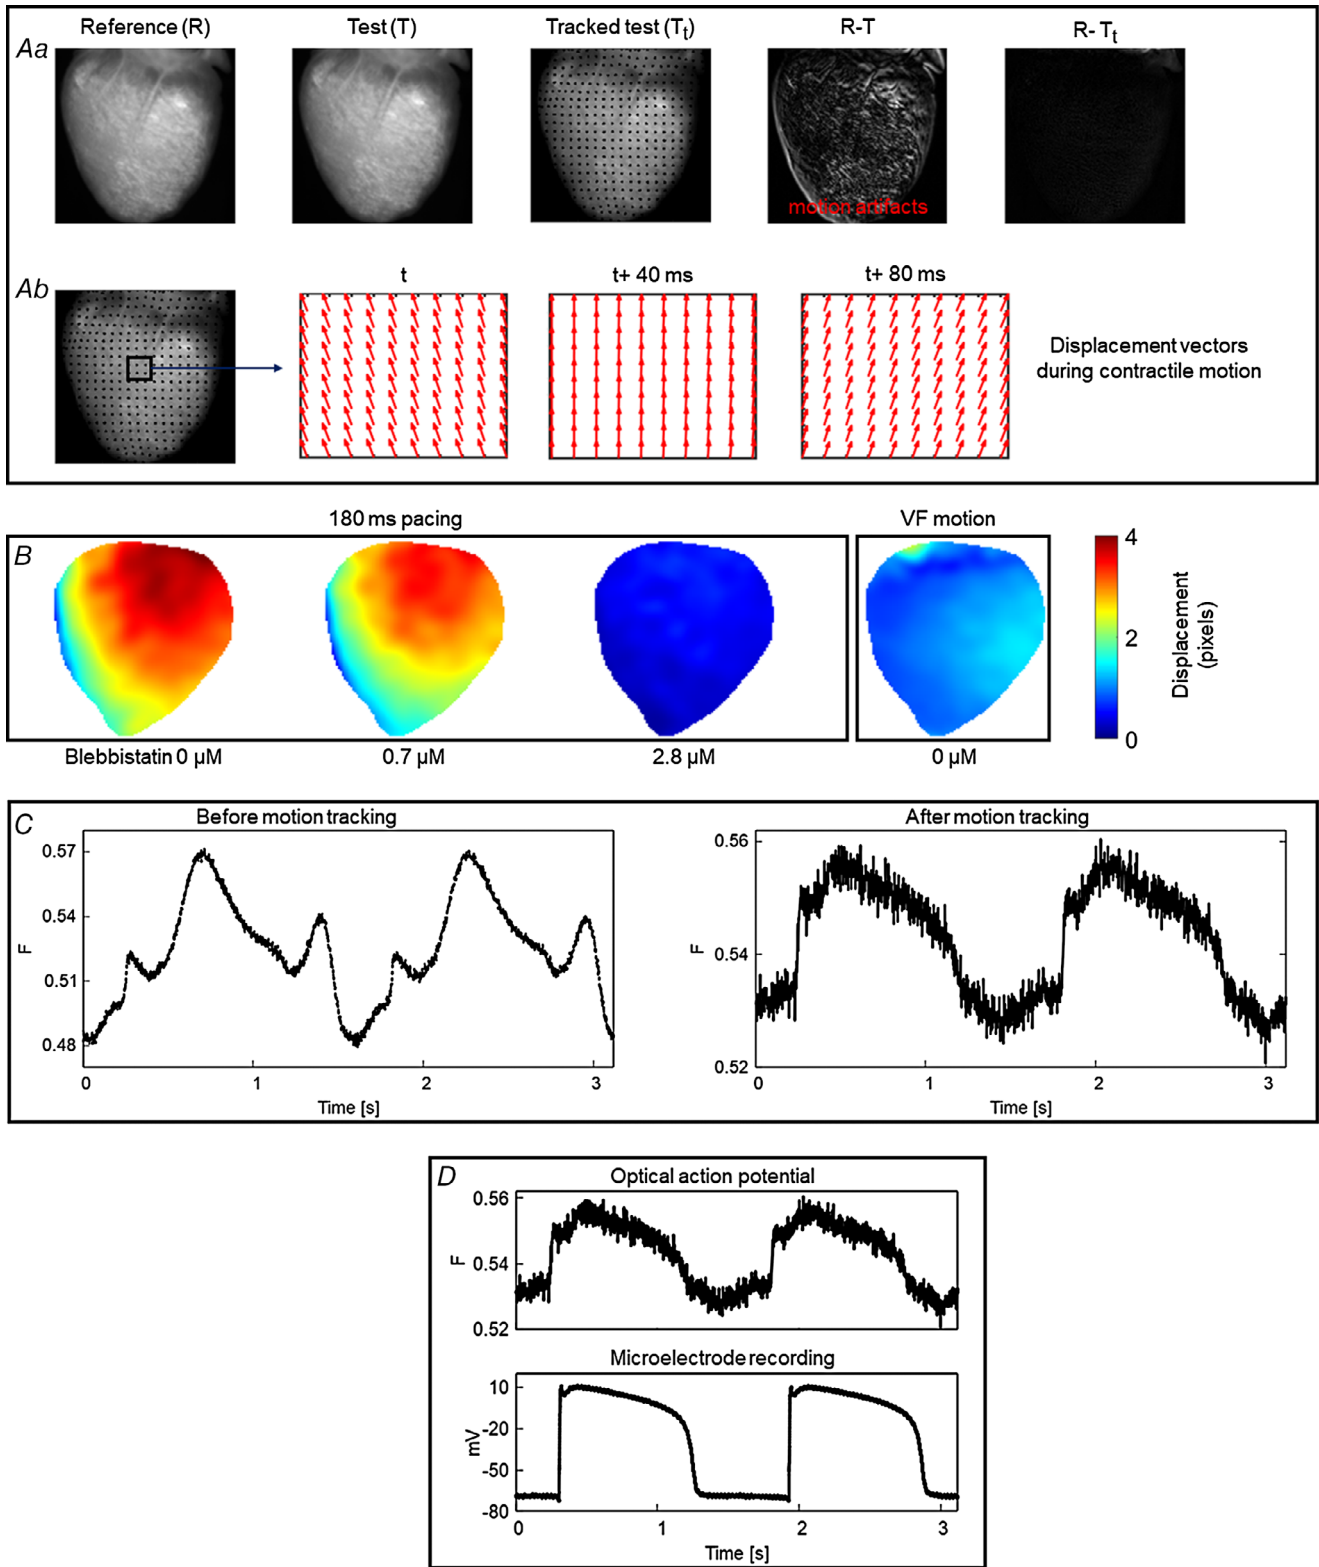 Aa
Reference (R)
Test (T)
Tracked test (Tt)
R-T
R- Tt
motion artifacts
Ab
t
t+ 40 ms
t+ 80 ms
Displacement vectors
during contractile motion
180 ms pacing
VF motion
B
Blebbistatin 0 µM
0.7 µM
2.8 µM
0 µM
4
2
0
Displacement
(pixels)
C
Before motion tracking
0.57
0.54
0.51
0.48
F
0
1
2
3
Time [s]
After motion tracking
0.56
0.54
0.52
F
0
1
2
3
Time [s]
D
Optical action potential
0.56
0.54
0.52
F
Microelectrode recording
10
-20
-50
-80
mV
0
1
2
3
Time [s]